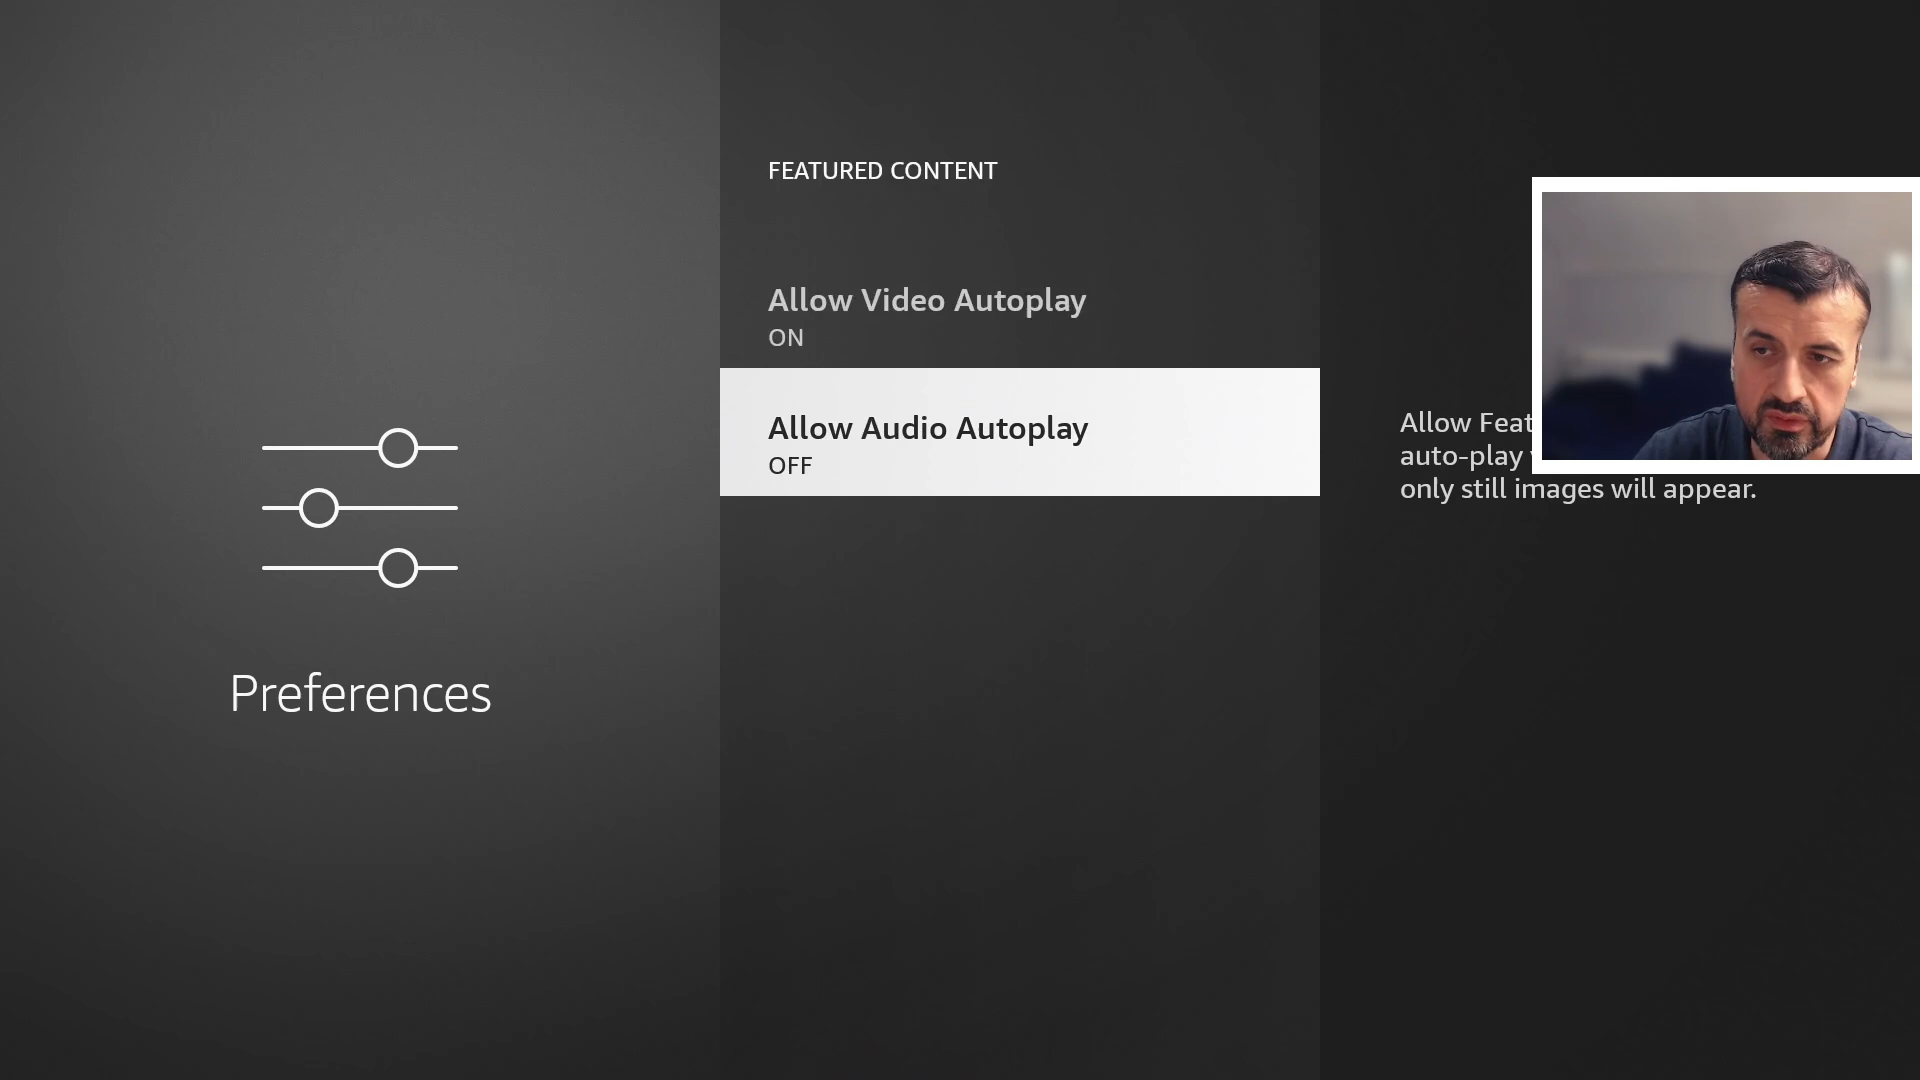 FEATURED CONTENT
Allow Video Autoplay
ON
Allow Audio Autoplay
OFF
Allow Feat
auto-play
only still images will appear.
Preferences